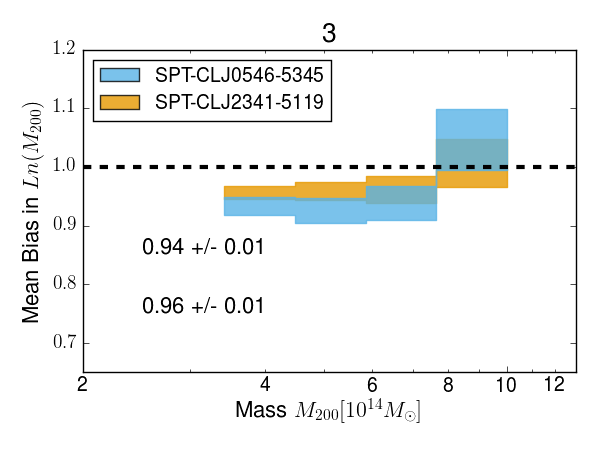 3
SPT-CLJ0546-5345
SPT-CLJ2341-5119
1.2
1.1
1.0
0.9
0.8
0.7
Mean Bias in Ln(M₂₀₀)
0.94 +/- 0.01
0.96 +/- 0.01
2 4 6 8 10 12
Mass M₂₀₀[10¹⁴M☉]